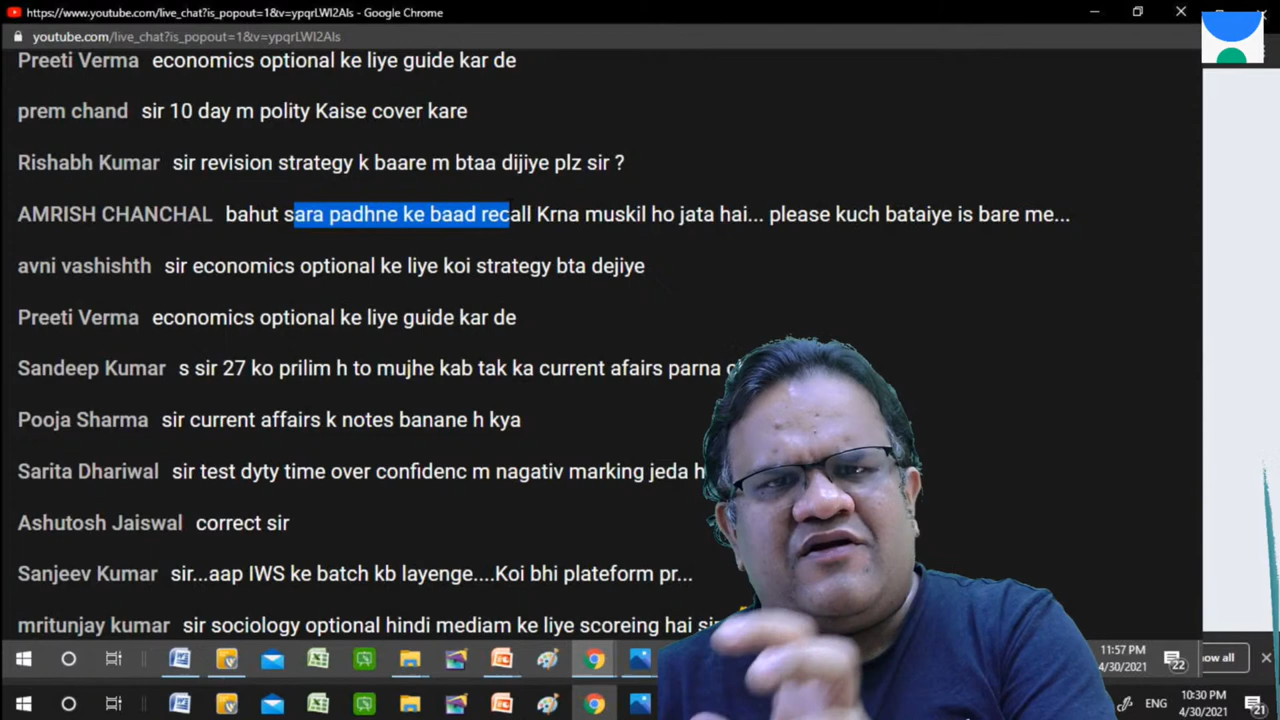 https://www.youtube.com/live_chat?is_popout=1&v=ypqrLWI2AIs - Google Chrome
youtube.com/live_chat?is_popout=1&v=ypqrLWI2AIs
Preeti Verma economics optional ke liye guide kar de
prem chand sir 10 day m polity Kaise cover kare
Rishabh Kumar sir revision strategy k baare m btaa dijiye plz sir ?
AMRISH CHANCHAL bahut sara padhne ke baad recall Krna muskil ho jata hai... please kuch bataiye is bare me...
avni vashishth sir economics optional ke liye koi strategy bta dejiye
Preeti Verma economics optional ke liye guide kar de
Sandeep Kumar s sir 27 ko prilim h to mujhe kab tak ka current afairs parna
Pooja Sharma sir current affairs k notes banane h kya
Sarita Dhariwal sir test dyty time over confidenc m nagativ marking jeda
Ashutosh Jaiswal correct sir
Sanjeev Kumar sir...aap IWS ke batch kb layenge....Koi bhi plateform pr...
mritunjay kumar sir sociology optional hindi mediam ke liye scoreing hai
11:57 PM
4/30/2021
22
ENG
10:30 PM
4/30/2021
21